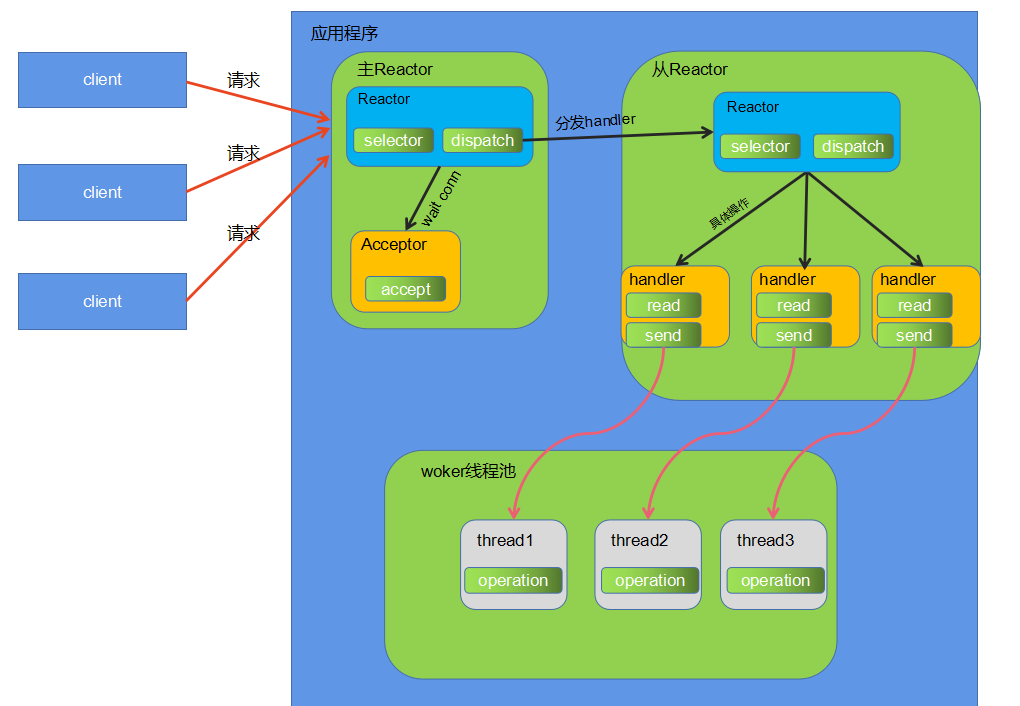 应用程序
client
请求
client
请求
client
请求
主Reactor
Reactor
selector
dispatch
wait conn
Acceptor
accept
分发handler
从Reactor
Reactor
selector
dispatch
具体操作
handler
read
send
handler
read
send
handler
read
send
woker线程池
thread1
operation
thread2
operation
thread3
operation